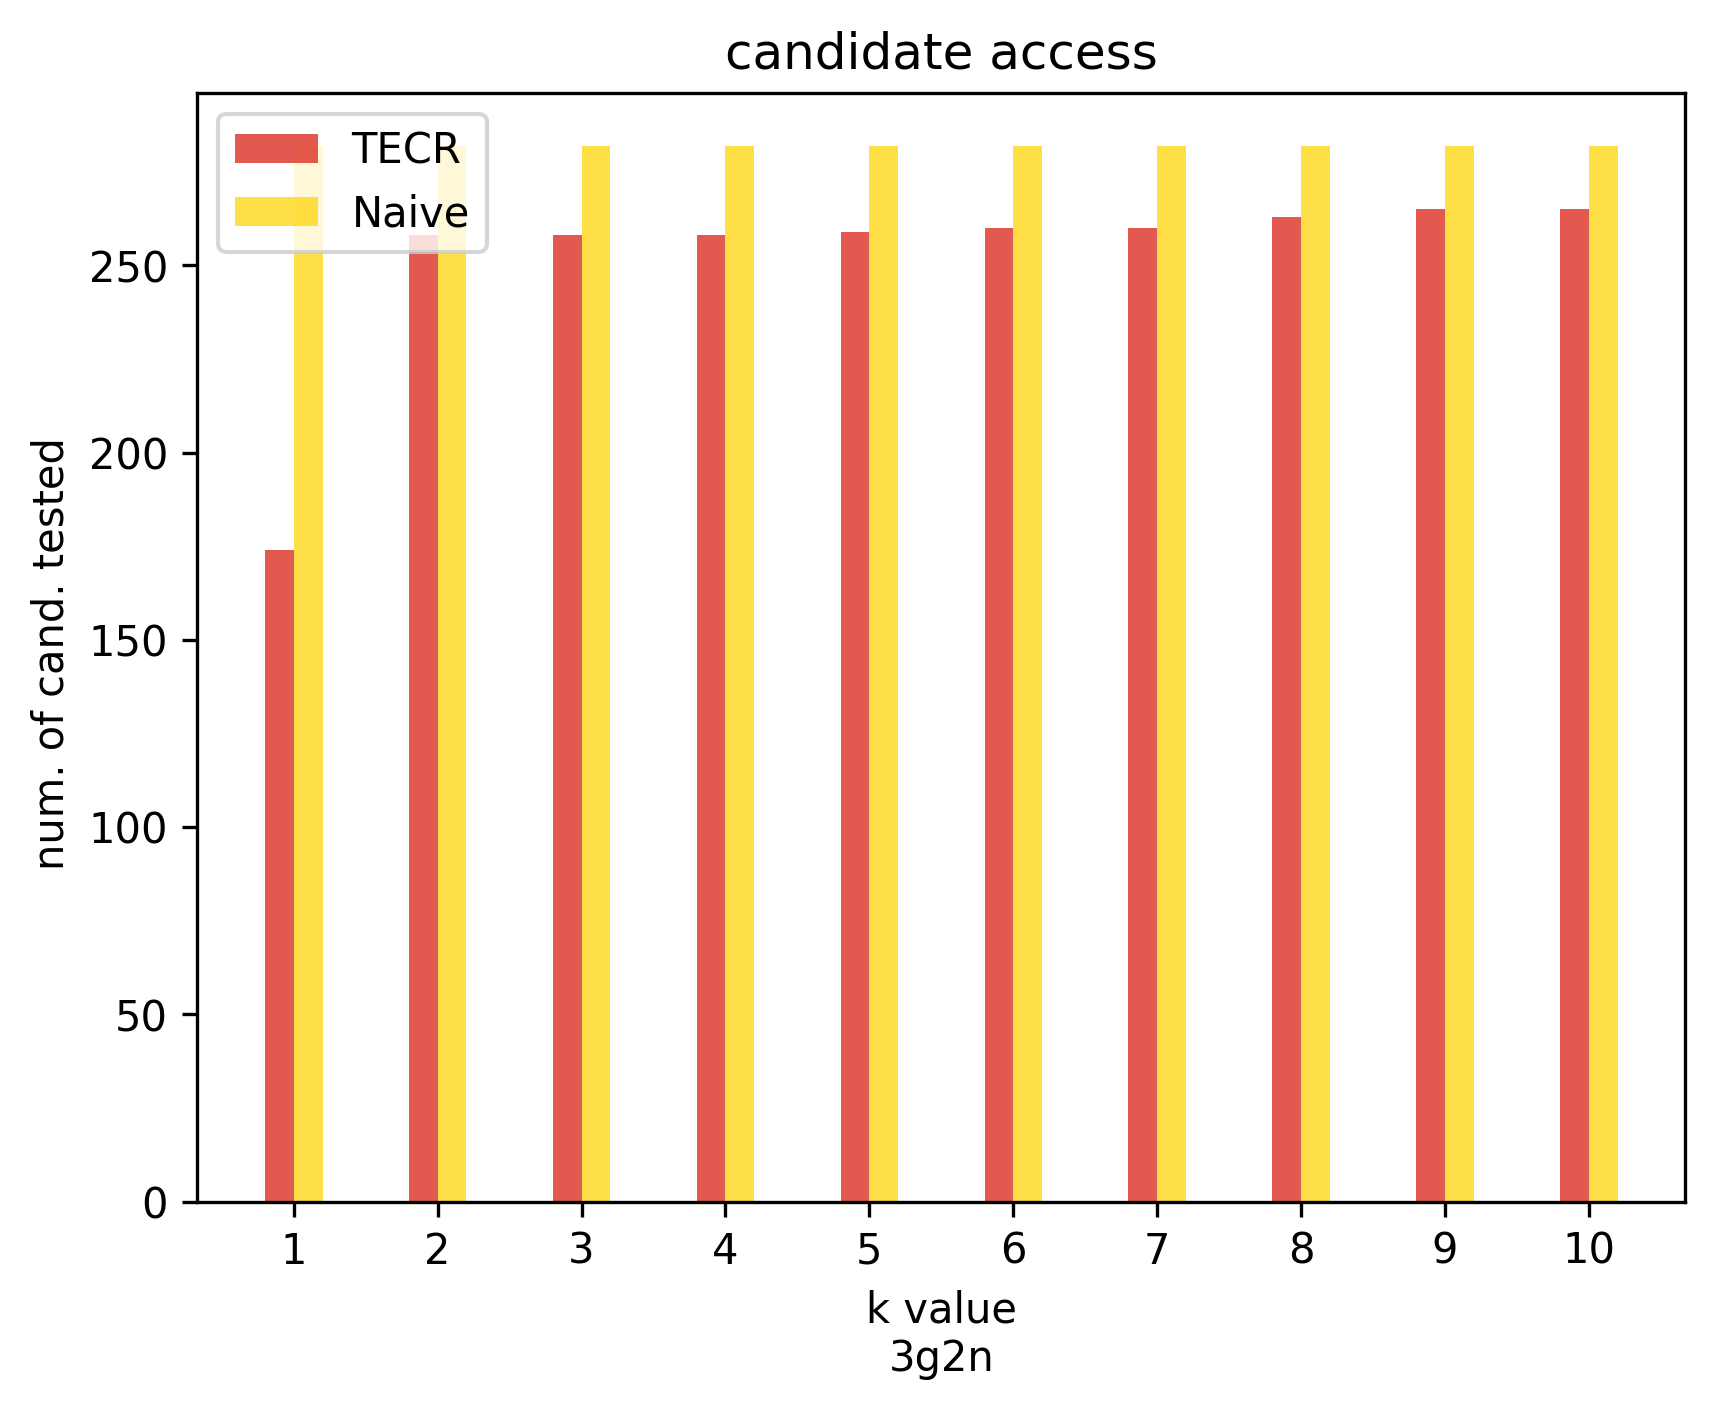 candidate access
TECR
Naive
num. of cand. tested
250
200
150
100
50
0
1 2 3 4 5 6 7 8 9 10
k value
3g2n